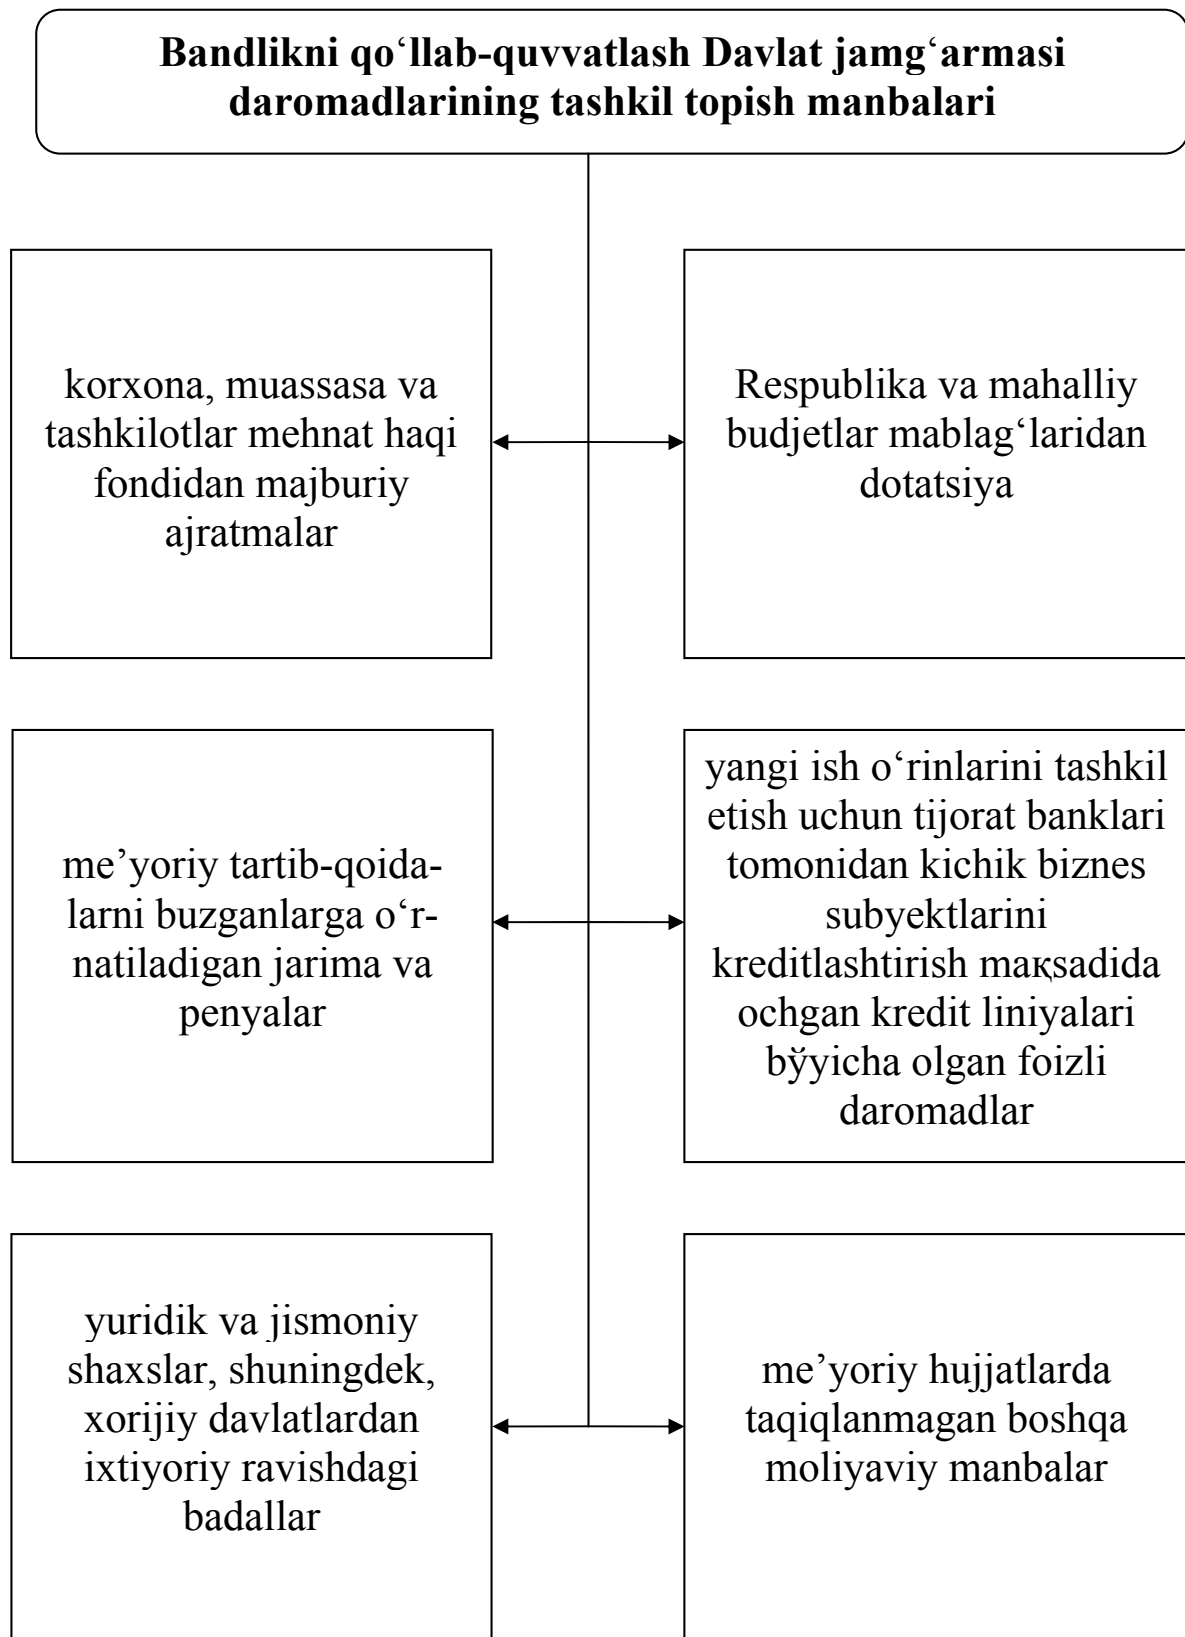 Bandlikni qo‘llab-quvvatlash Davlat jamg‘armasi
daromadlarining tashkil topish manbalari
korxona, muassasa va
tashkilotlar mehnat haqi
fondidan majburiy
ajratmalar
Respublika va mahalliy
budjetlar mablag‘laridan
dotatsiya
me’yoriy tartib-qoida-
larni buzganlarga o‘r-
natiladigan jarima va
penyalar
yangi ish o‘rinlarini tashkil
etish uchun tijorat banklari
tomonidan kichik biznes
subyektlarini
kreditlashtirish maқsadida
ochgan kredit liniyalari
bўyicha olgan foizli
daromadlar
yuridik va jismoniy
shaxslar, shuningdek,
xorijiy davlatlardan
ixtiyoriy ravishdagi
badallar
me’yoriy hujjatlarda
taqiqlanmagan boshqa
moliyaviy manbalar